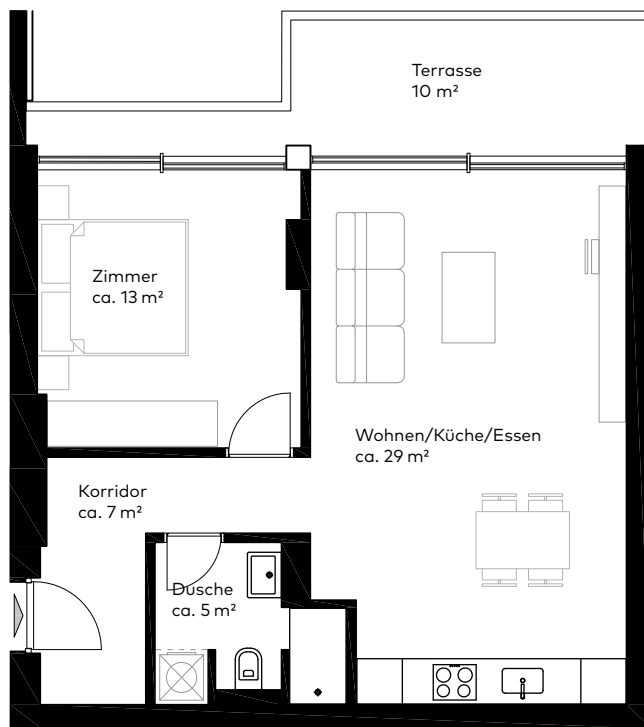 Terrasse
10 m²
Zimmer
ca. 13 m²
Wohnen/Küche/Essen
ca. 29 m²
Korridor
ca. 7 m²
Dusche
ca. 5 m²